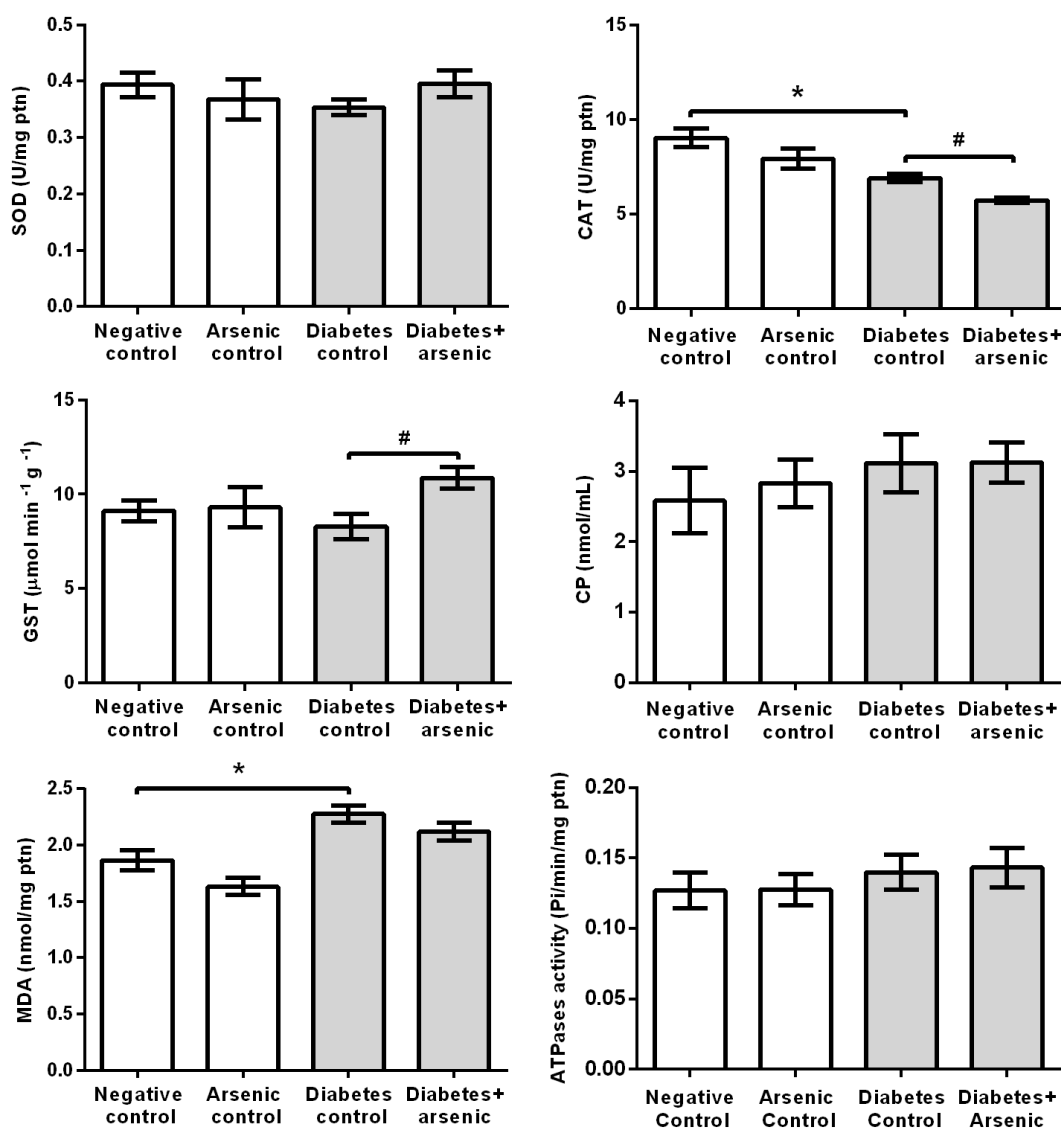 SOD (U/mg ptn)
0.5
0.4
0.3
0.2
0.1
0.0
Negative
control
Arsenic
control
Diabetes
control
Diabetes+
arsenic
CAT (U/mg ptn)
15
10
5
0
*
#
Negative
control
Arsenic
control
Diabetes
control
Diabetes+
arsenic
GST (µmol min ⁻¹ g ⁻¹)
15
10
5
0
#
Negative
control
Arsenic
control
Diabetes
control
Diabetes+
arsenic
CP (nmol/mL)
4
3
2
1
0
Negative
control
Arsenic
control
Diabetes
control
Diabetes+
arsenic
MDA (nmol/mg ptn)
2.5
2.0
1.5
1.0
0.5
0.0
*
Negative
control
Arsenic
control
Diabetes
control
Diabetes+
arsenic
ATPases activity (Pi/min/mg ptn)
0.20
0.15
0.10
0.05
0.00
Negative
Control
Arsenic
Control
Diabetes
Control
Diabetes+
Arsenic